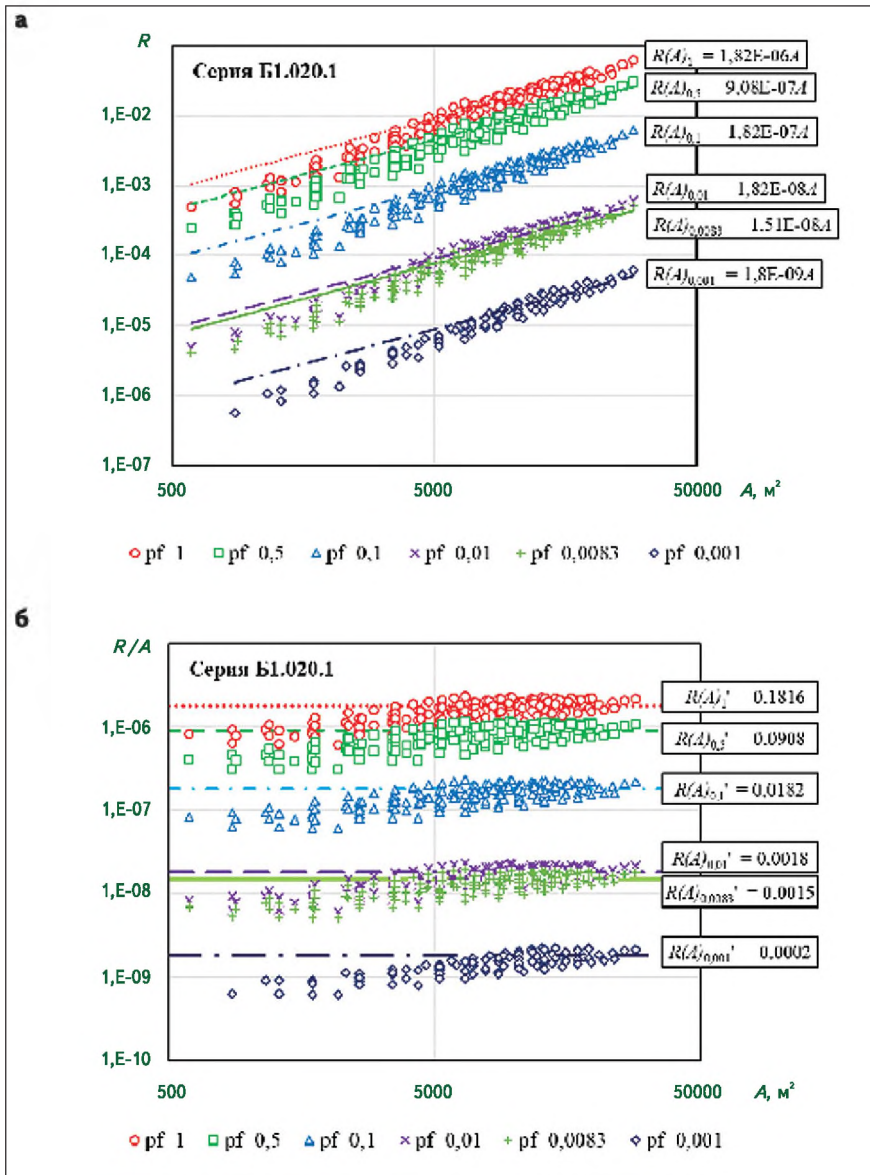 а
R
Серия Б1.020.1
R(A)₁ = 1,82E-06A
1,E-02
R(A)₀,₅ 9,08E-07A
R(A)₀,₁ 1,82E-07A
1,E-03
R(A)₀,₀₁ 1,82E-08A
1,E-04
R(A)₀,₀₀₈₃ 1.51E-08A
R(A)₀,₀₀₁ = 1,8E-09A
1,E-05
1,E-06
1,E-07
500 5000 50000 A, м²
pf 1 pf 0,5 pf 0,1 pf 0,01 pf 0,0083 pf 0,001
б
R/A
Серия Б1.020.1
R(A)₁' 0.1816
1,E-06
R(A)₀,₅' 0.0908
R(A)₀,₁' 0.0182
1,E-07
R(A)₀,₀₁' = 0.0018
1,E-08
R(A)₀,₀₀₈₃' = 0.0015
R(A)₀,₀₀₁' 0.0002
1,E-09
1,E-10
500 5000 50000 A, м²
pf 1 pf 0,5 pf 0,1 pf 0,01 pf 0,0083 pf 0,001